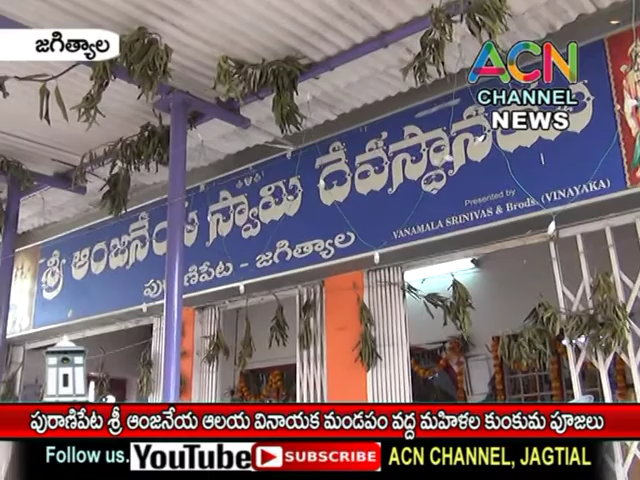 జగిత్యాల
ACN
CHANNEL
NEWS
శ్రీ ఆంజనేయ స్వామి దేవస్థానము
పురాణిపేట - జగిత్యాల
Presented by
VANAMALA SRINIVAS & Brods. (VINAYAKA)
పురాణిపేట శ్రీ ఆంజనేయ ఆలయ వినాయక మండపం వద్ద మహిళల కుంకుమ పూజలు
Follow us. YouTube SUBSCRIBE ACN CHANNEL, JAGTIAL